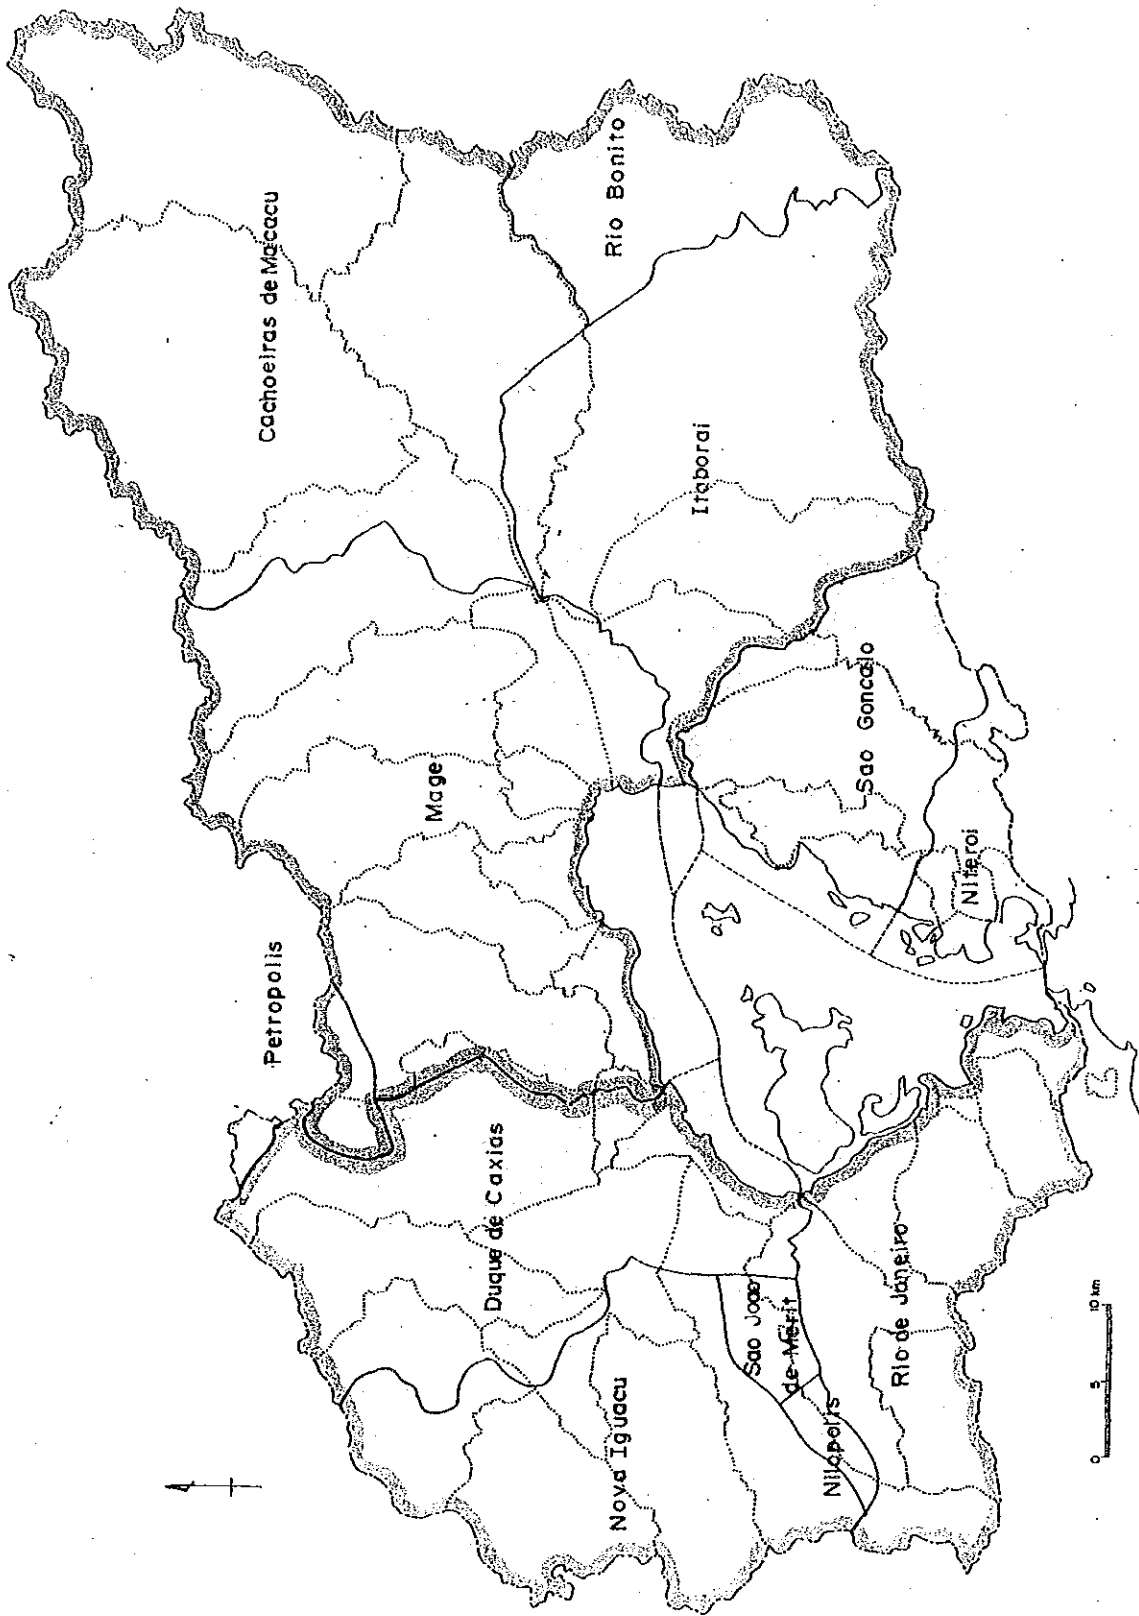 Cachoeiras de Macacu
Rio Bonito
Petropolis
Mage
Itaborai
Duque de Caxias
Sao Goncalo
Nova Iguacu
Niteroi
Sao Joao
de Merit
Nilopolis
Rio de Janeiro
0 5 10 km